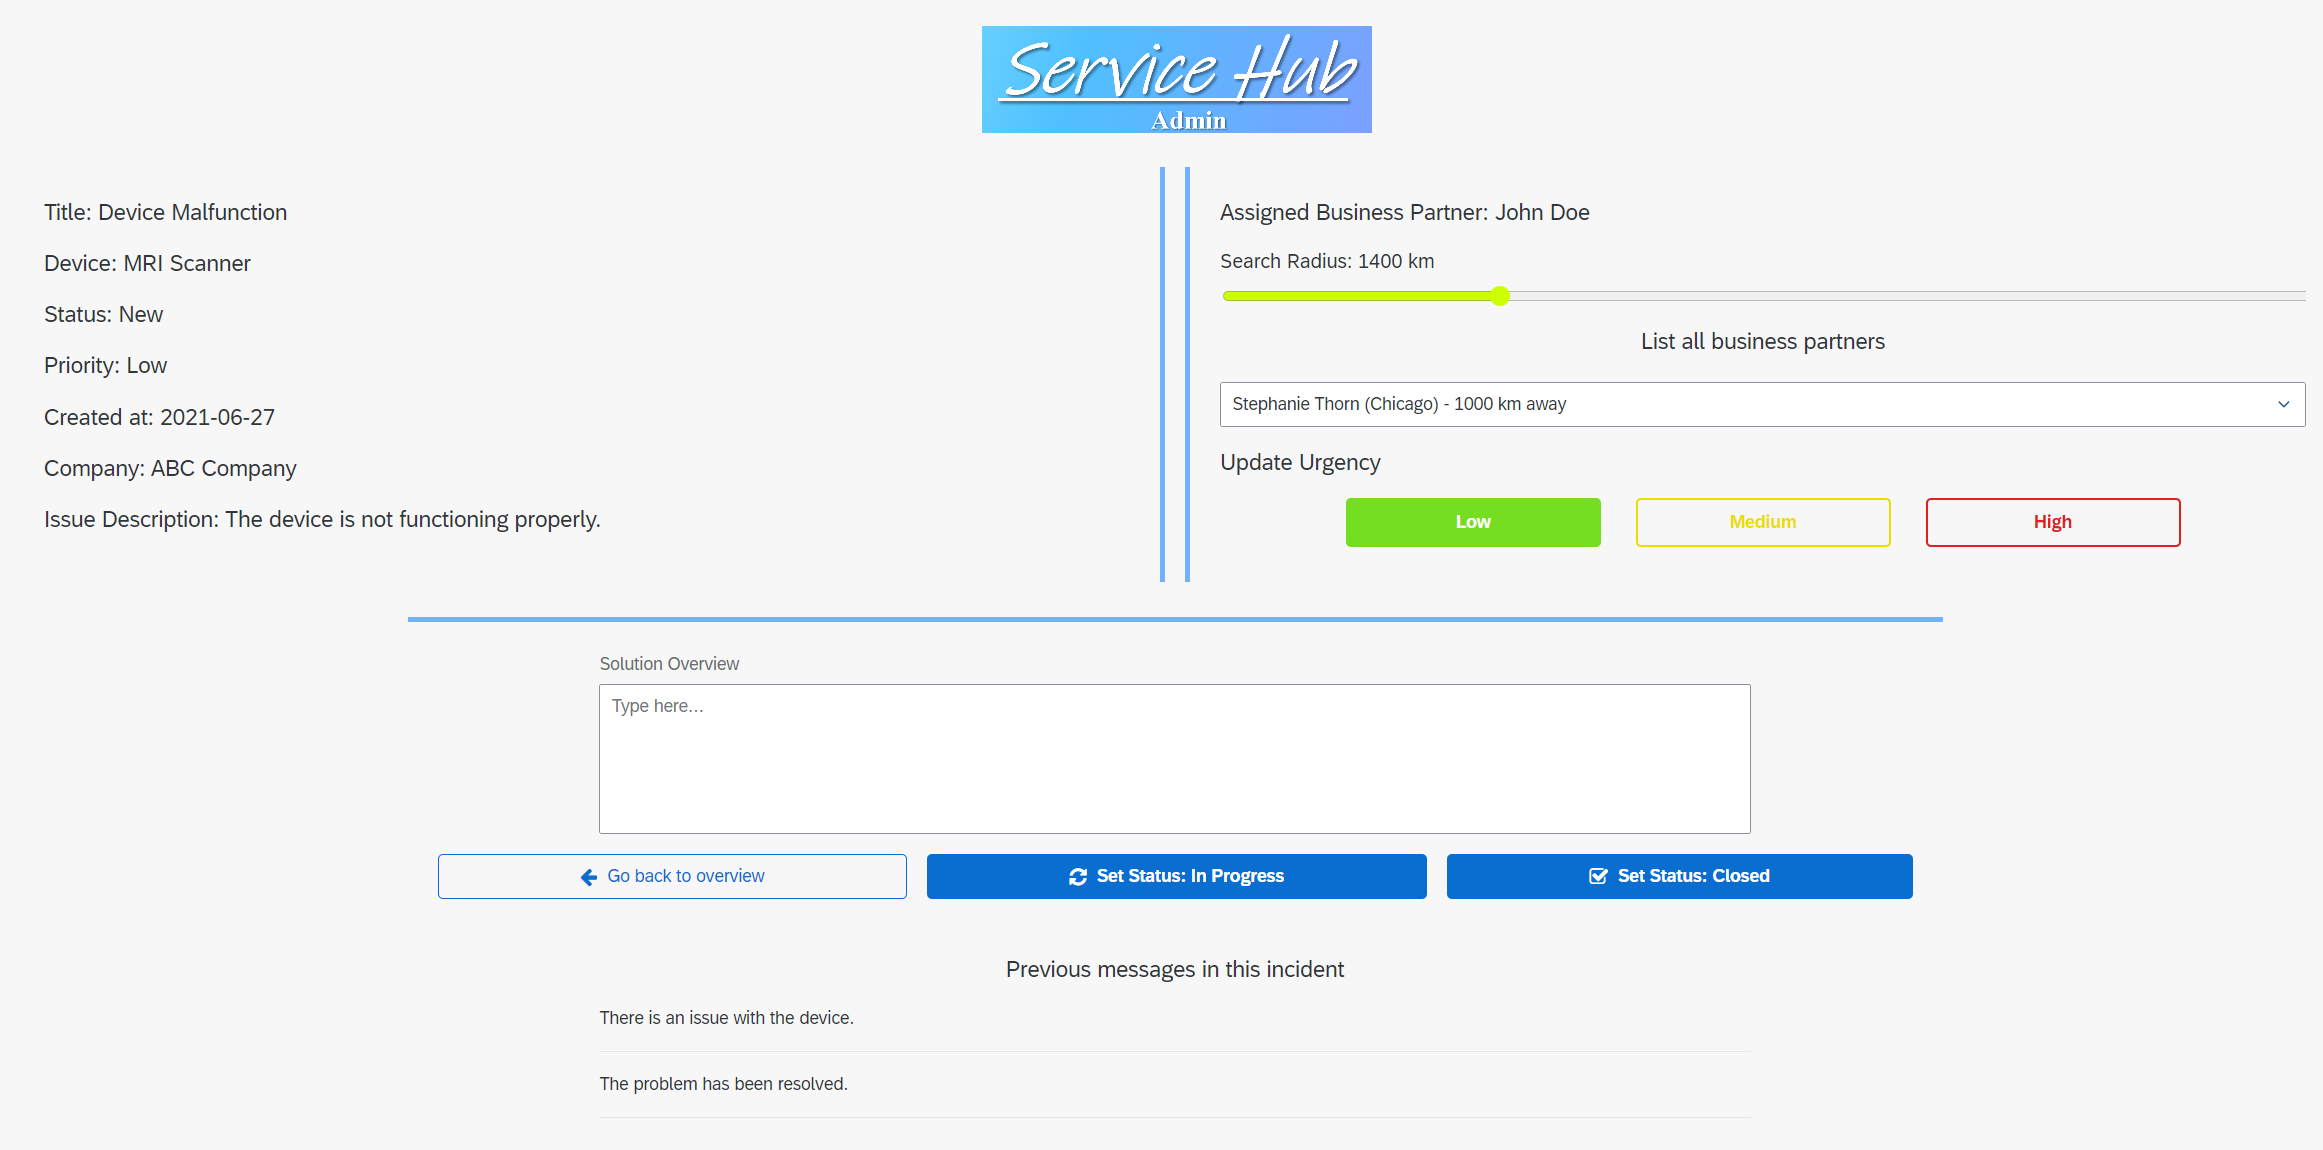 Service Hub
Admin
Title: Device Malfunction
Device: MRI Scanner
Status: New
Priority: Low
Created at: 2021-06-27
Company: ABC Company
Issue Description: The device is not functioning properly.
Assigned Business Partner: John Doe
Search Radius: 1400 km
List all business partners
Stephanie Thorn (Chicago) - 1000 km away
Update Urgency
Low
Medium
High
Solution Overview
Type here...
Go back to overview
Set Status: In Progress
Set Status: Closed
Previous messages in this incident
There is an issue with the device.
The problem has been resolved.